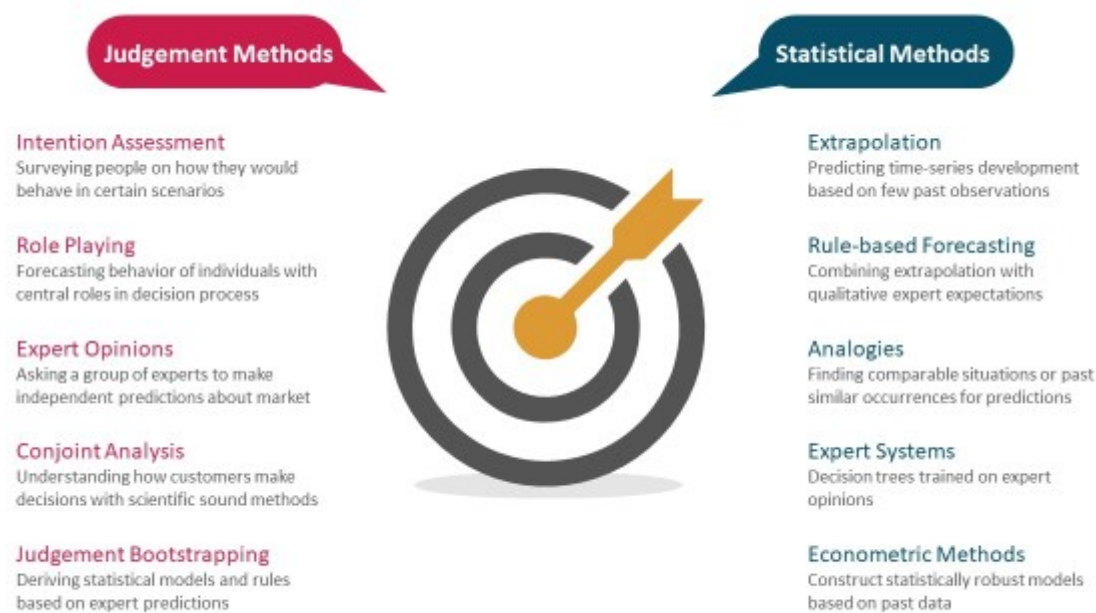 Judgement Methods
Intention Assessment
Surveying people on how they would
behave in certain scenarios
Role Playing
Forecasting behavior of individuals with
central roles in decision process
Expert Opinions
Asking a group of experts to make
independent predictions about market
Conjoint Analysis
Understanding how customers make
decisions with scientific sound methods
Judgement Bootstrapping
Deriving statistical models and rules
based on expert predictions
Statistical Methods
Extrapolation
Predicting time-series development
based on few past observations
Rule-based Forecasting
Combining extrapolation with
qualitative expert expectations
Analogies
Finding comparable situations or past
similar occurrences for predictions
Expert Systems
Decision trees trained on expert
opinions
Econometric Methods
Construct statistically robust models
based on past data